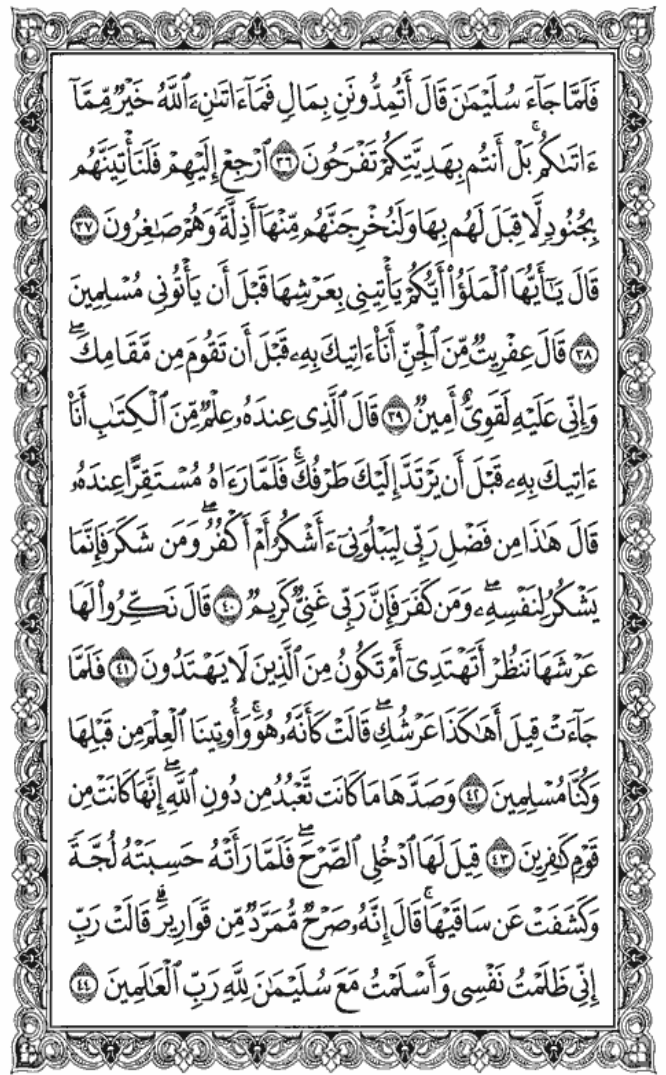 فَلَمَّا جَآءَ سُلَيْمَٰنَ قَالَ أَتُمِدُّونَنِ بِمَالٍ فَمَآ ءَاتَىٰنِۦَ ٱللَّهُ خَيْرٌ مِّمَّآ
ءَاتَىٰكُمۚ بَلْ أَنتُم بِهَدِيَّتِكُمْ تَفْرَحُونَ ٣٦ ٱرْجِعْ إِلَيْهِمْ فَلَنَأْتِيَنَّهُم
بِجُنُودٍ لَّا قِبَلَ لَهُم بِهَا وَلَنُخْرِجَنَّهُم مِّنْهَآ أَذِلَّةً وَهُمْ صَٰغِرُونَ ٣٧
قَالَ يَٰٓأَيُّهَا ٱلْمَلَؤُا۟ أَيُّكُمْ يَأْتِينِى بِعَرْشِهَا قَبْلَ أَن يَأْتُونِى مُسْلِمِينَ
٣٨ قَالَ عِفْرِيتٌ مِّنَ ٱلْجِنِّ أَنَا۠ ءَاتِيكَ بِهِۦ قَبْلَ أَن تَقُومَ مِن مَّقَامِكَۖ
وَإِنِّى عَلَيْهِ لَقَوِىٌّ أَمِينٌ ٣٩ قَالَ ٱلَّذِى عِندَهُۥ عِلْمٌ مِّنَ ٱلْكِتَٰبِ أَنَا۠
ءَاتِيكَ بِهِۦ قَبْلَ أَن يَرْتَدَّ إِلَيْكَ طَرْفُكَۚ فَلَمَّا رَءَاهُ مُسْتَقِرًّا عِندَهُۥ
قَالَ هَٰذَا مِن فَضْلِ رَبِّى لِيَبْلُوَنِىٓ ءَأَشْكُرُ أَمْ أَكْفُرُۖ وَمَن شَكَرَ فَإِنَّمَا
يَشْكُرُ لِنَفْسِهِۦۖ وَمَن كَفَرَ فَإِنَّ رَبِّى غَنِىٌّ كَرِيمٌ ٤٠ قَالَ نَكِّرُوا۟ لَهَا
عَرْشَهَا نَنظُرْ أَتَهْتَدِىٓ أَمْ تَكُونُ مِنَ ٱلَّذِينَ لَا يَهْتَدُونَ ٤١ فَلَمَّا
جَآءَتْ قِيلَ أَهَٰكَذَا عَرْشُكِۖ قَالَتْ كَأَنَّهُۥ هُوَۚ وَأُوتِينَا ٱلْعِلْمَ مِن قَبْلِهَا
وَكُنَّا مُسْلِمِينَ ٤٢ وَصَدَّهَا مَا كَانَت تَّعْبُدُ مِن دُونِ ٱللَّهِۖ إِنَّهَا كَانَتْ مِن
قَوْمٍ كَٰفِرِينَ ٤٣ قِيلَ لَهَا ٱدْخُلِى ٱلصَّرْحَۖ فَلَمَّا رَأَتْهُ حَسِبَتْهُ لُجَّةً
وَكَشَفَتْ عَن سَاقَيْهَاۚ قَالَ إِنَّهُۥ صَرْحٌ مُّمَرَّدٌ مِّن قَوَارِيرَۗ قَالَتْ رَبِّ
إِنِّى ظَلَمْتُ نَفْسِى وَأَسْلَمْتُ مَعَ سُلَيْمَٰنَ لِلَّهِ رَبِّ ٱلْعَٰلَمِينَ ٤٤